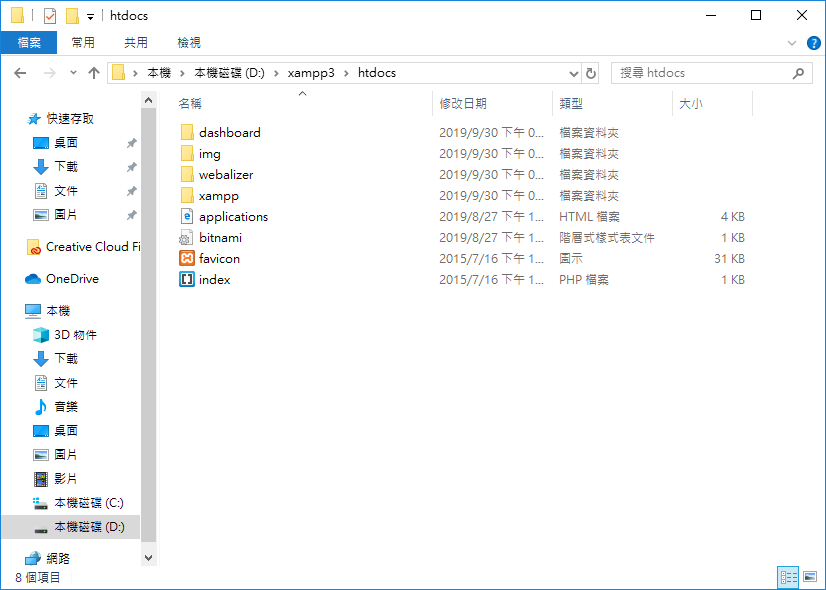 htdocs
檔案 常用 共用 檢視
本機 本機磁碟 (D:) xampp3 htdocs 搜尋 htdocs
名稱 修改日期 類型 大小
dashboard 2019/9/30 下午 0... 檔案資料夾
img 2019/9/30 下午 0... 檔案資料夾
webalizer 2019/9/30 下午 0... 檔案資料夾
xampp 2019/9/30 下午 0... 檔案資料夾
applications 2019/8/27 下午 1... HTML 檔案 4 KB
bitnami 2019/8/27 下午 1... 階層式樣式表文件 1 KB
favicon 2015/7/16 下午 1... 圖示 31 KB
index 2015/7/16 下午 1... PHP 檔案 1 KB
快速存取
桌面
下載
文件
圖片
Creative Cloud Fi
OneDrive
本機
3D 物件
下載
文件
音樂
桌面
圖片
影片
本機磁碟 (C:)
本機磁碟 (D:)
網路
8 個項目